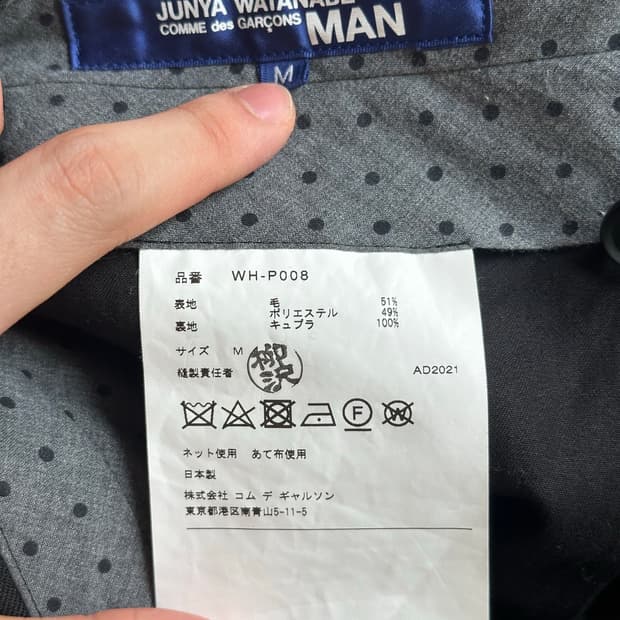 JUNYA WATANABE
COMME des GARÇONS MAN
M
品番 WH-P008
表地 毛 51%
ポリエステル 49%
裏地 キュプラ 100%
サイズ M
縫製責任者 柳沢 AD2021
F
W
ネット使用 あて布使用
日本製
株式会社 コム デ ギャルソン
東京都港区南青山5-11-5